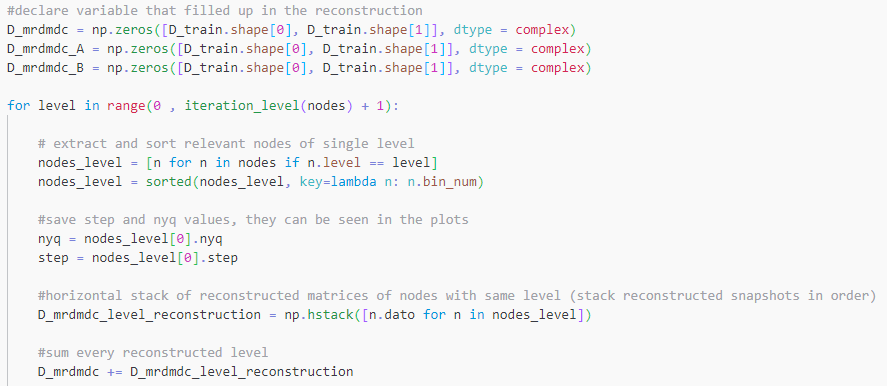 #declare variable that filled up in the reconstruction
D_mrdmdc = np.zeros([D_train.shape[0], D_train.shape[1]], dtype = complex)
D_mrdmdc_A = np.zeros([D_train.shape[0], D_train.shape[1]], dtype = complex)
D_mrdmdc_B = np.zeros([D_train.shape[0], D_train.shape[1]], dtype = complex)
for level in range(0 , iteration_level(nodes) + 1):
# extract and sort relevant nodes of single level
nodes_level = [n for n in nodes if n.level == level]
nodes_level = sorted(nodes_level, key=lambda n: n.bin_num)
#save step and nyq values, they can be seen in the plots
nyq = nodes_level[0].nyq
step = nodes_level[0].step
#horizontal stack of reconstructed matrices of nodes with same level (stack reconstructed snapshots in order)
D_mrdmdc_level_reconstruction = np.hstack([n.dato for n in nodes_level])
#sum every reconstructed level
D_mrdmdc += D_mrdmdc_level_reconstruction